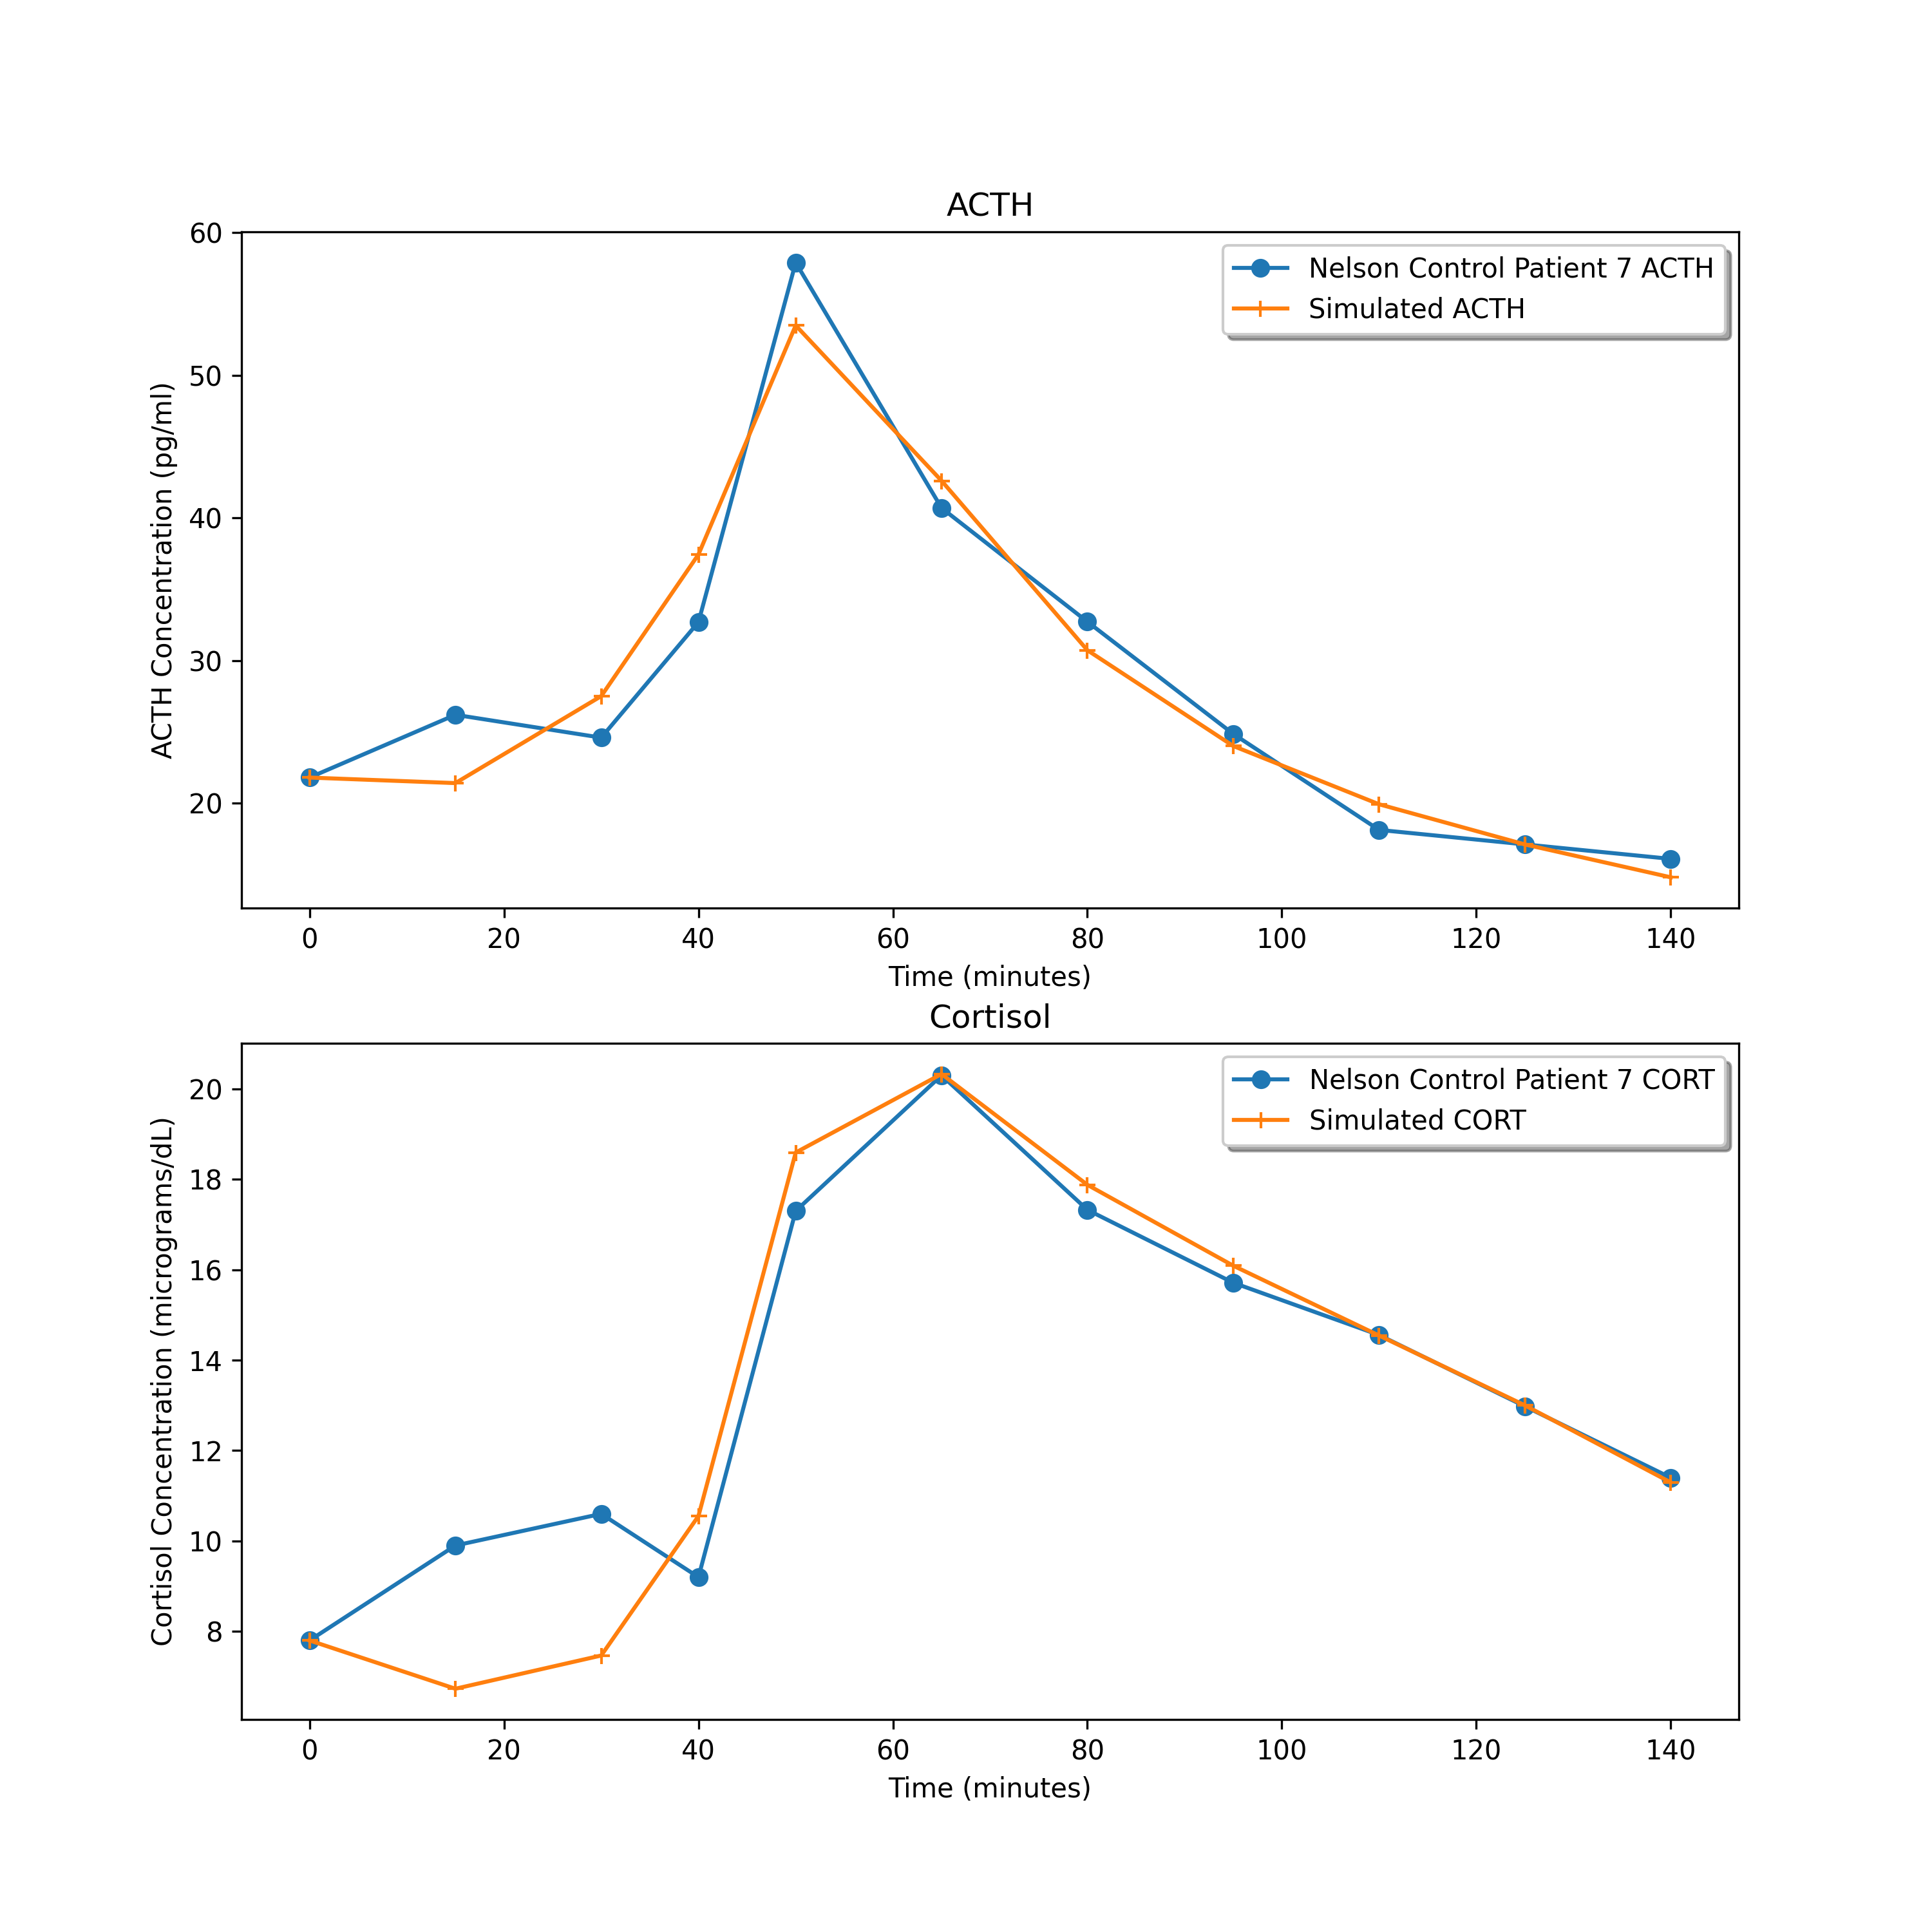 ACTH
60
50
40
30
20
ACTH Concentration (pg/ml)
Nelson Control Patient 7 ACTH
Simulated ACTH
0 20 40 60 80 100 120 140
Time (minutes)
Cortisol
20
18
16
14
12
10
8
Cortisol Concentration (micrograms/dL)
Nelson Control Patient 7 CORT
Simulated CORT
0 20 40 60 80 100 120 140
Time (minutes)